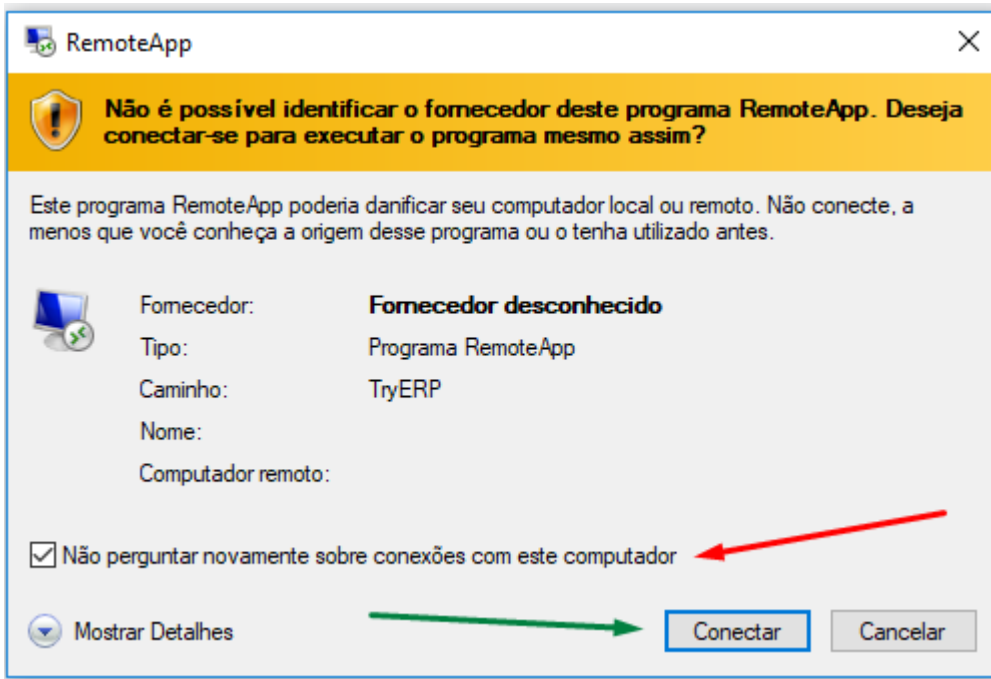 RemoteApp
Não é possível identificar o fornecedor deste programa RemoteApp. Deseja
conectar-se para executar o programa mesmo assim?
Este programa RemoteApp poderia danificar seu computador local ou remoto. Não conecte, a
menos que você conheça a origem desse programa ou o tenha utilizado antes.
Fornecedor: Fornecedor desconhecido
Tipo: Programa RemoteApp
Caminho: TryERP
Nome:
Computador remoto:
Não perguntar novamente sobre conexões com este computador
Mostrar Detalhes Conectar Cancelar